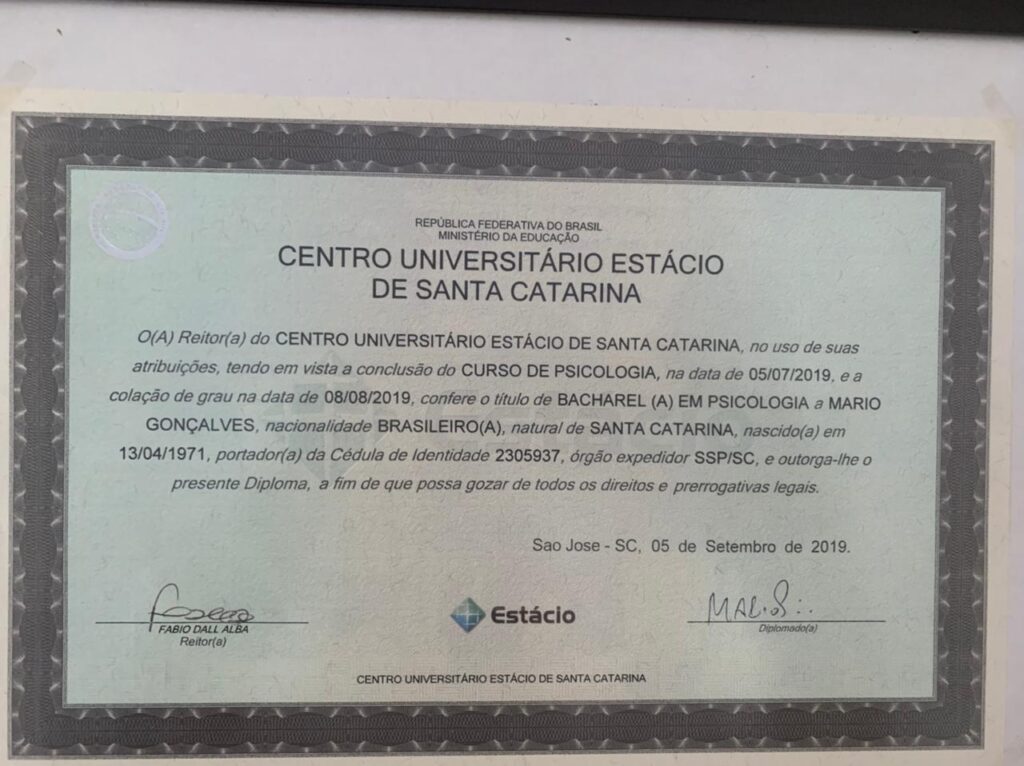 REPÚBLICA FEDERATIVA DO BRASIL
MINISTÉRIO DA EDUCAÇÃO
CENTRO UNIVERSITÁRIO ESTÁCIO
DE SANTA CATARINA
O(A) Reitor(a) do CENTRO UNIVERSITÁRIO ESTÁCIO DE SANTA CATARINA, no uso de suas
atribuições, tendo em vista a conclusão do CURSO DE PSICOLOGIA, na data de 05/07/2019, e a
colação de grau na data de 08/08/2019, confere o título de BACHAREL (A) EM PSICOLOGIA a MARIO
GONÇALVES, nacionalidade BRASILEIRO(A), natural de SANTA CATARINA, nascido(a) em
13/04/1971, portador(a) da Cédula de Identidade 2305937, órgão expedidor SSP/SC, e outorga-lhe o
presente Diploma, a fim de que possa gozar de todos os direitos e prerrogativas legais.
Sao Jose - SC, 05 de Setembro de 2019.
FABIO DALL ALBA
Reitor(a)
Estácio
Diplomado(a)
CENTRO UNIVERSITÁRIO ESTÁCIO DE SANTA CATARINA